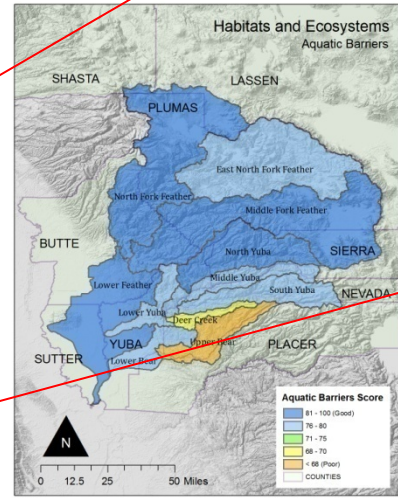 Habitats and Ecosystems
Aquatic Barriers
SHASTA
LASSEN
PLUMAS
East North Fork Feather
North Fork Feather
Middle Fork Feather
BUTTE
North Yuba
SIERRA
Middle Yuba
Lower Feather
South Yuba
NEVADA
Lower Yuba
Deer Creek
YUBA
Upper Bear
PLACER
SUTTER
Lower Bear
Aquatic Barriers Score
81 - 100 (Good)
76 - 80
71 - 75
68 - 70
< 68 (Poor)
COUNTIES
N
0 12.5 25 50 Miles